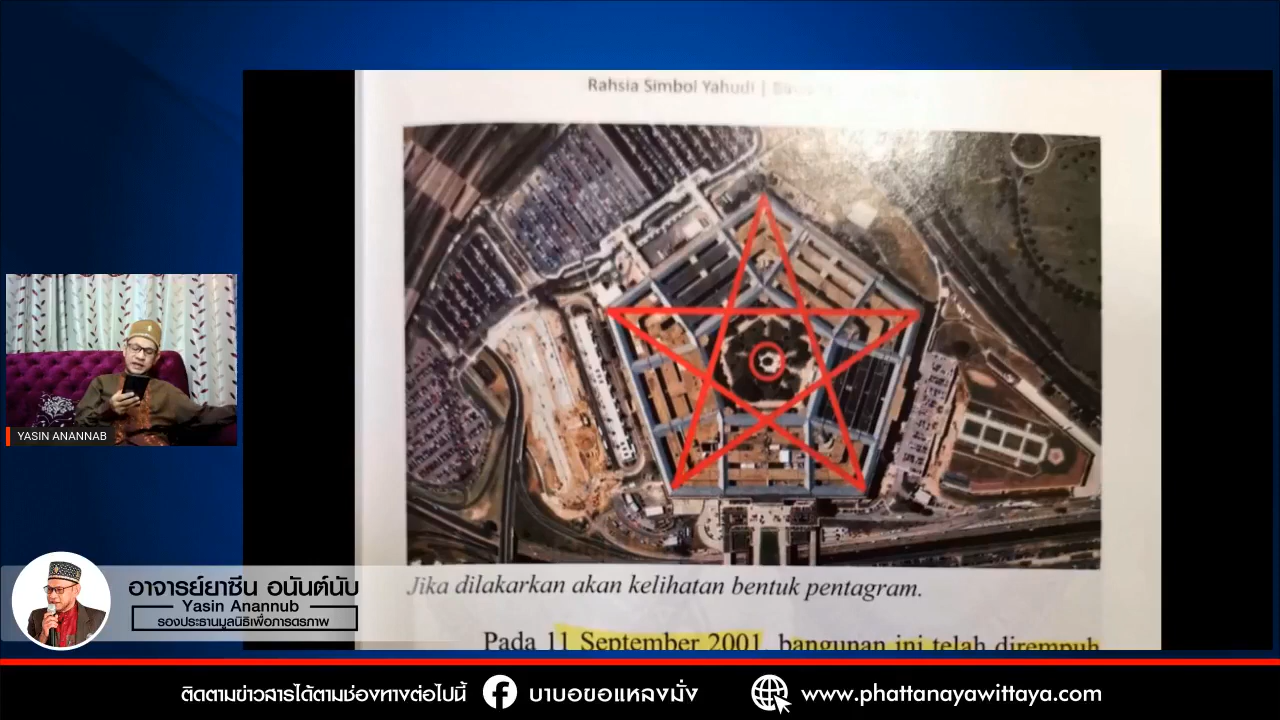 Rahsia Simbol Yahudi |
Jika dilakarkan akan kelihatan bentuk pentagram.
Pada 11 September 2001, bangunan ini telah dirempuh
YASIN ANANNAB
อาจารย์ยาซีน อนันต์นับ
Yasin Anannub
รองประธานมูลนิธิเพื่อการตรภาพ
ติดตามข่าวสารได้ตามช่องทางต่อไปนี้
บาบอขอแหลงมั่ง
www.phattanayawittaya.com